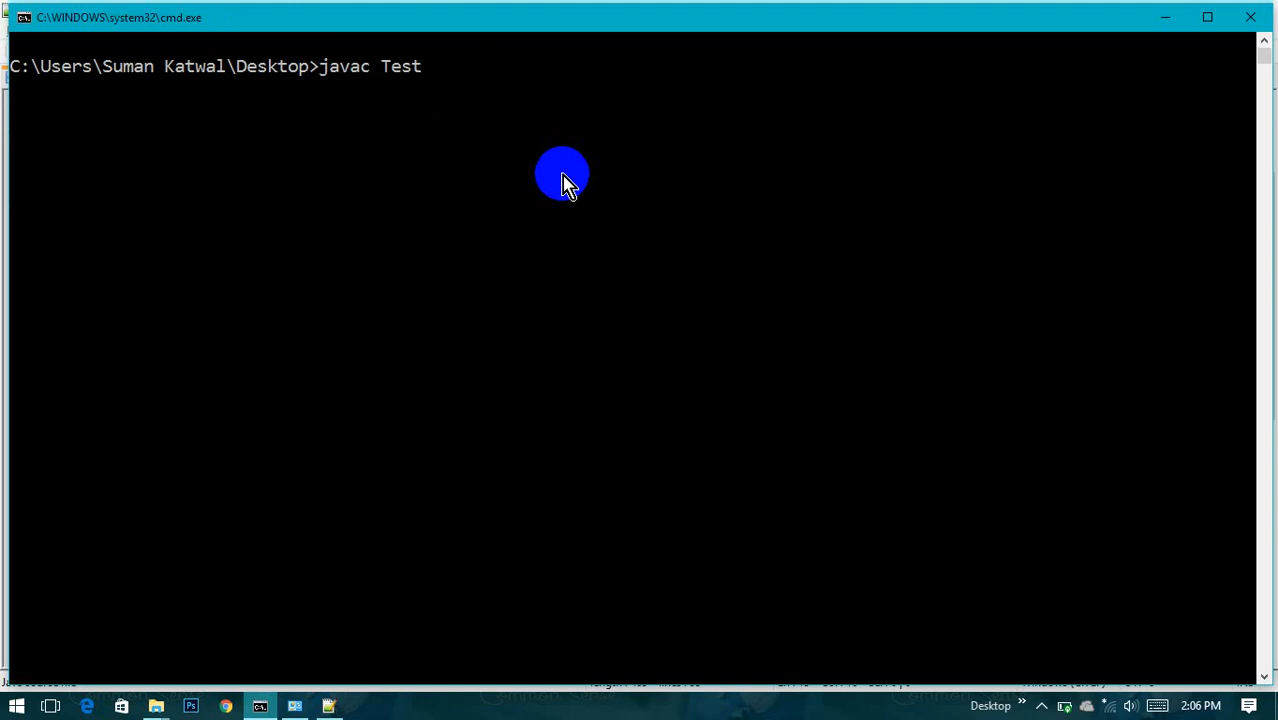 C:\WINDOWS\system32\cmd.exe
C:\Users\Suman Katwal\Desktop>javac Test
Desktop
2:06 PM